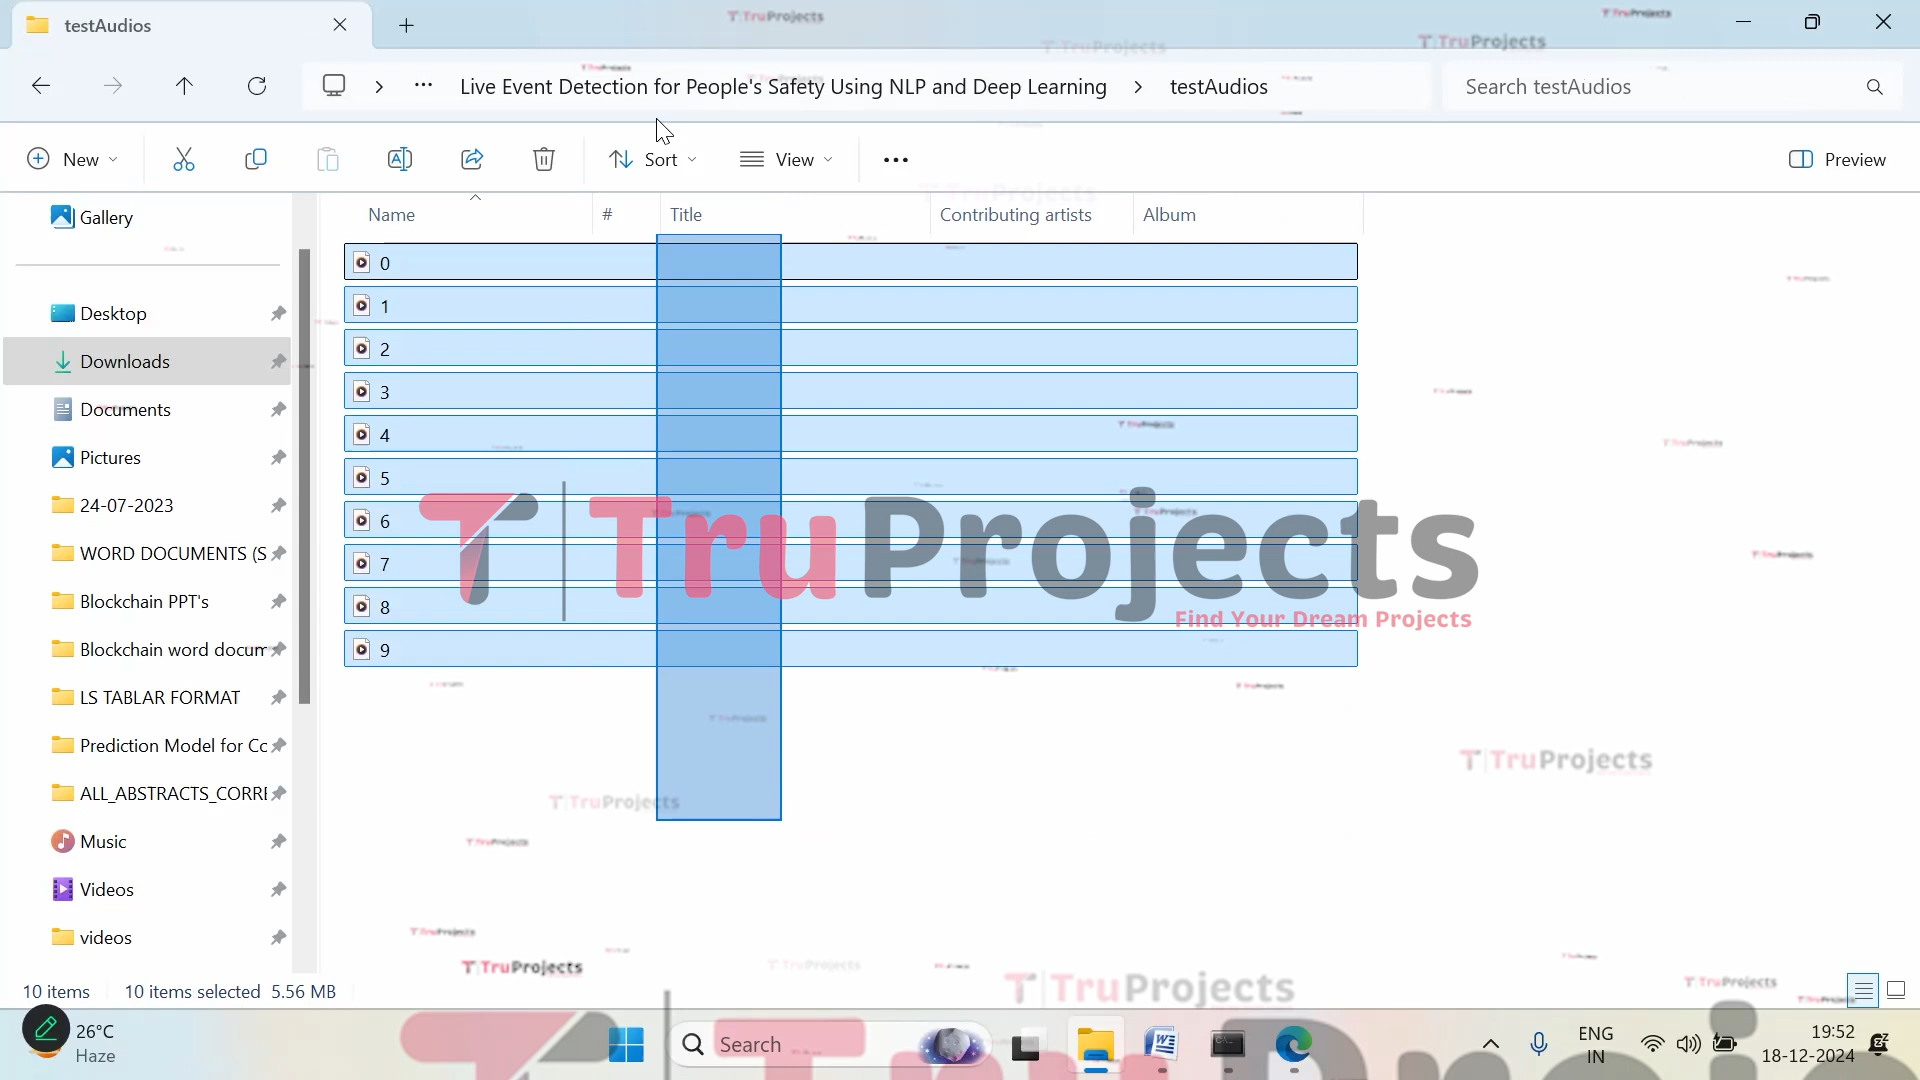 testAudios
Live Event Detection for People's Safety Using NLP and Deep Learning > testAudios
Search testAudios
New
Sort
View
Preview
Gallery
Desktop
Downloads
Documents
Pictures
24-07-2023
WORD DOCUMENTS (S
Blockchain PPT's
Blockchain word docum
LS TABLAR FORMAT
Prediction Model for Cc
ALL_ABSTRACTS_CORRE
Music
Videos
videos
Name # Title Contributing artists Album
0
1
2
3
4
5
6
7
8
9
TruProjects
Find Your Dream Projects
TruProjects
TruProjects
TruProjects
TruProjects
TruProjects
TruProjects
10 items 10 items selected 5.56 MB
26°C
Haze
Search
ENG
IN
19:52
18-12-2024